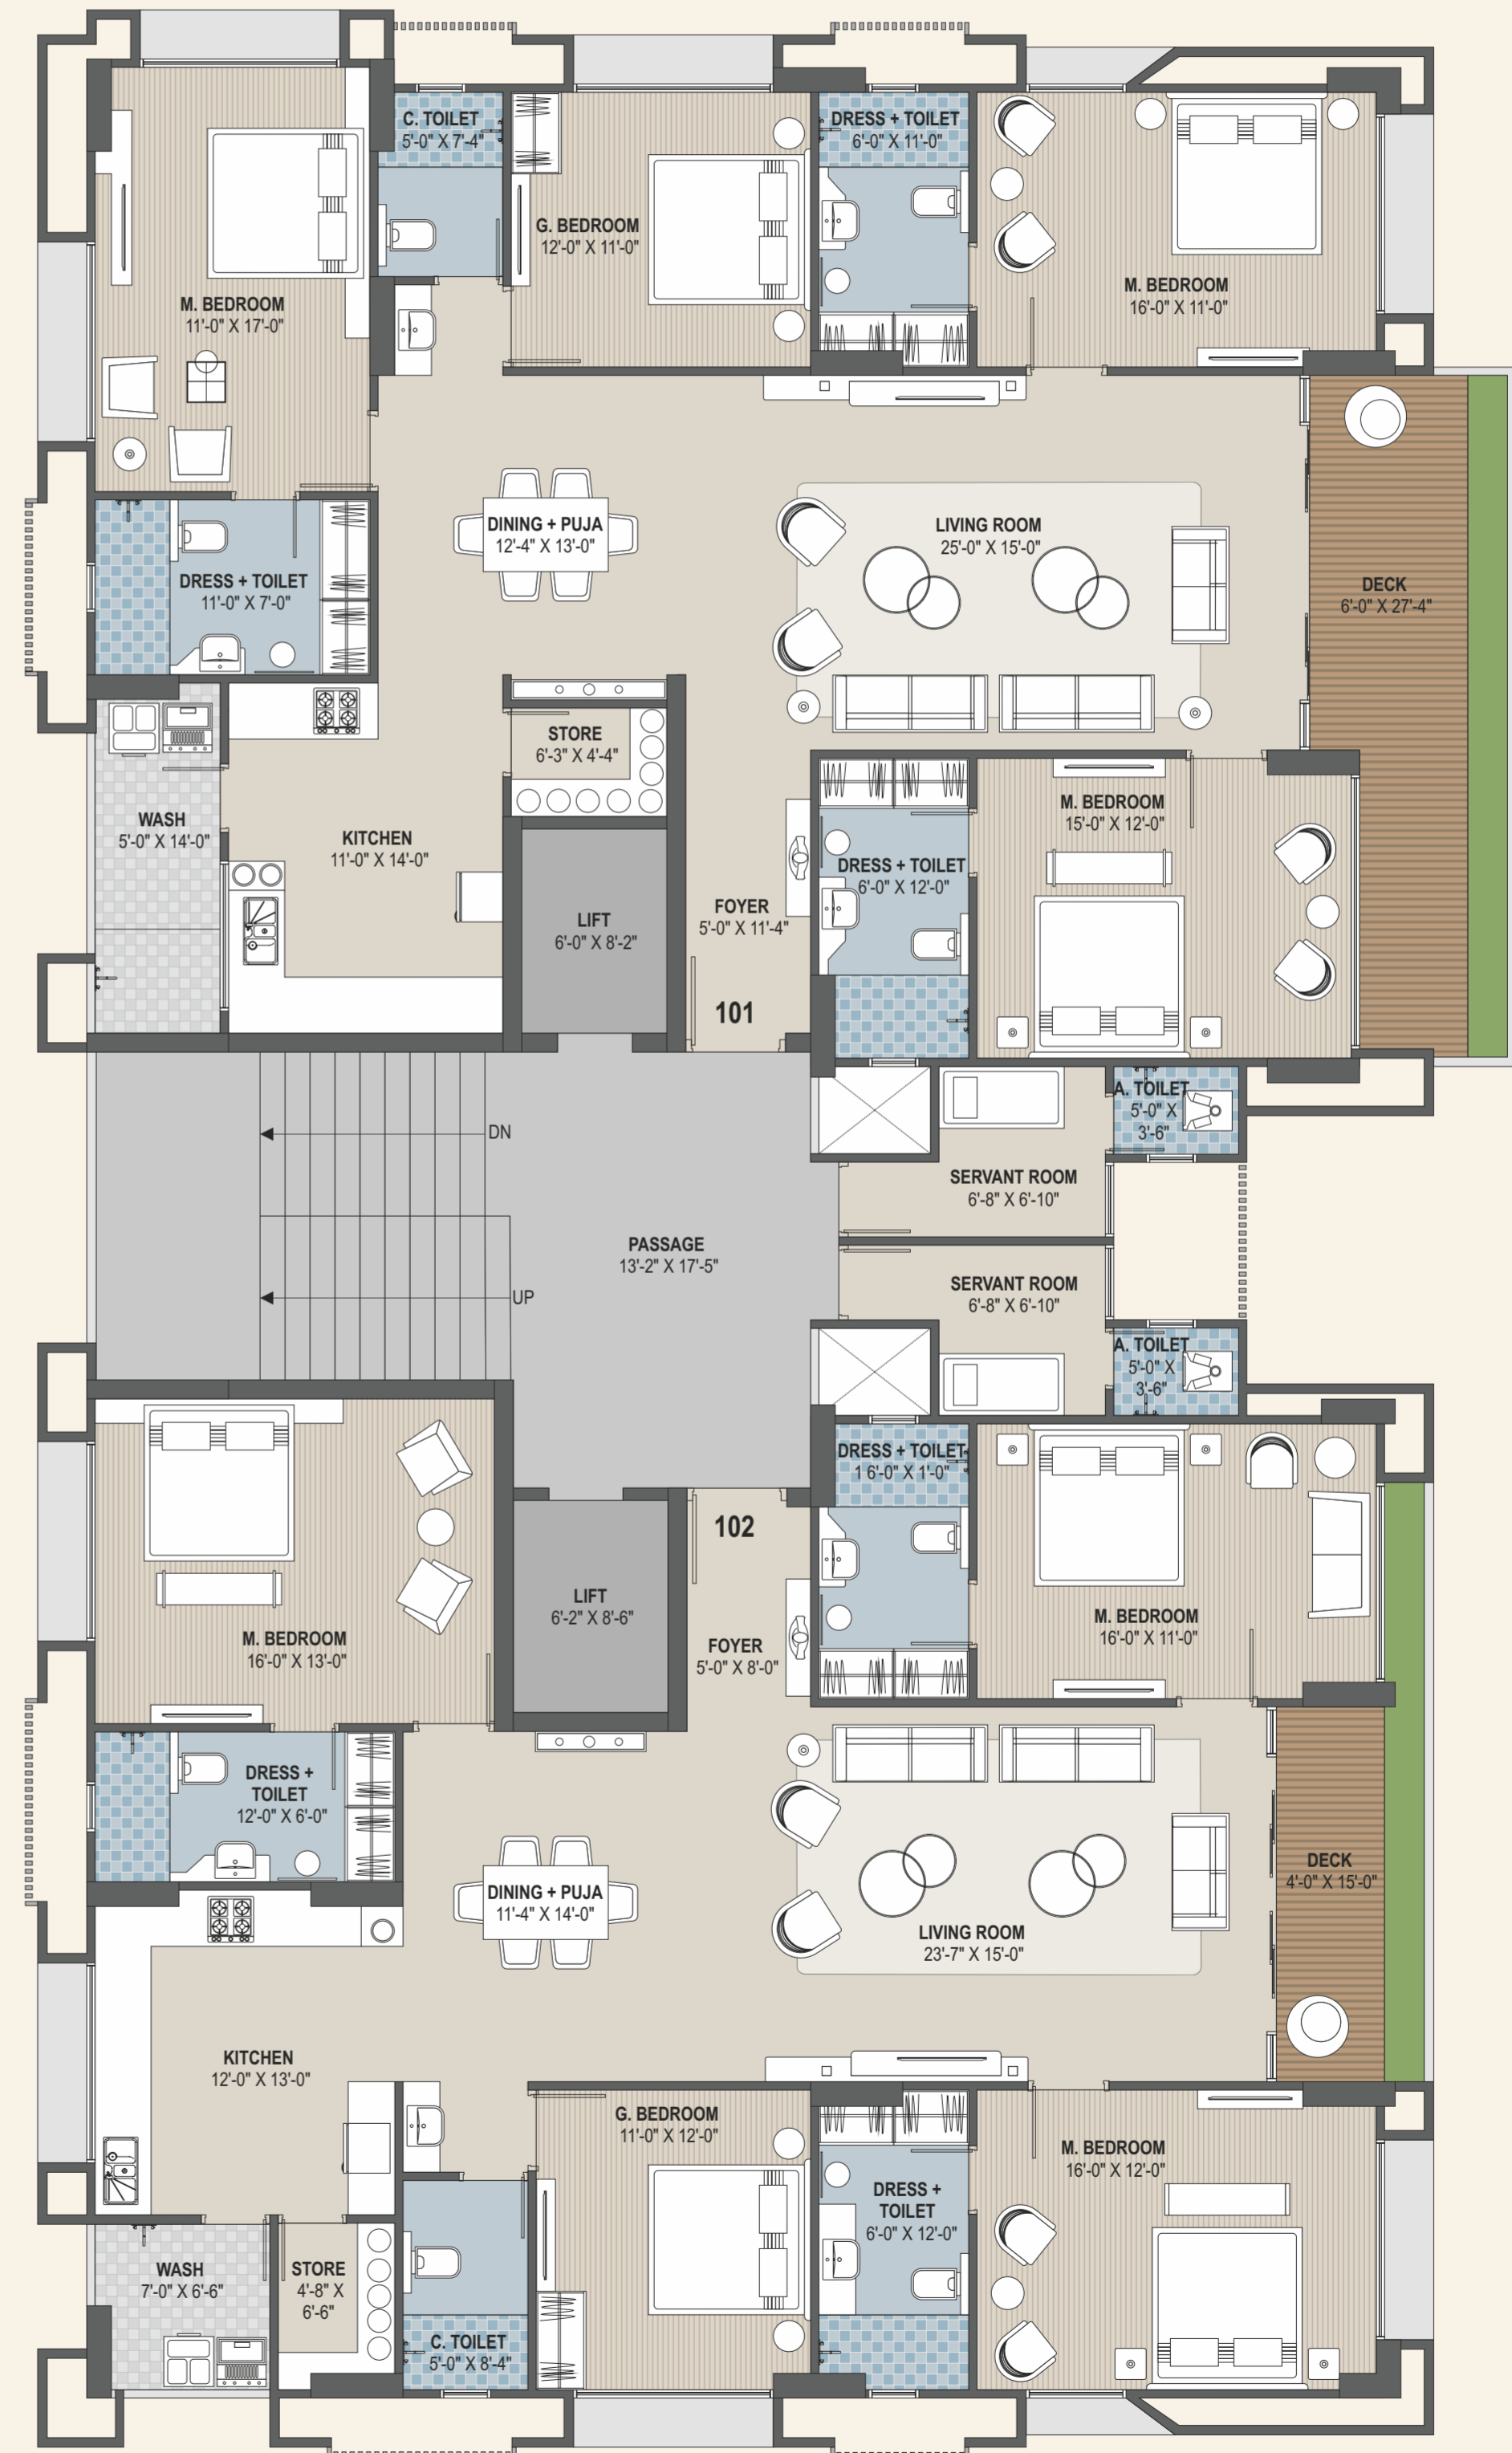 C. TOILET
5'-0" X 7'-4"
DRESS + TOILET
6'-0" X 11'-0"
G. BEDROOM
12'-0" X 11'-0"
M. BEDROOM
11'-0" X 17'-0"
M. BEDROOM
16'-0" X 11'-0"
DINING + PUJA
12'-4" X 13'-0"
LIVING ROOM
25'-0" X 15'-0"
DRESS + TOILET
11'-0" X 7'-0"
DECK
6'-0" X 27'-4"
STORE
6'-3" X 4'-4"
WASH
5'-0" X 14'-0"
KITCHEN
11'-0" X 14'-0"
M. BEDROOM
15'-0" X 12'-0"
DRESS + TOILET
6'-0" X 12'-0"
LIFT
6'-0" X 8'-2"
FOYER
5'-0" X 11'-4"
101
A. TOILET
5'-0" X
3'-6"
DN
SERVANT ROOM
6'-8" X 6'-10"
PASSAGE
13'-2" X 17'-5"
SERVANT ROOM
6'-8" X 6'-10"
UP
A. TOILET
5'-0" X
3'-6"
DRESS + TOILET
1 6'-0" X 1'-0"
102
LIFT
6'-2" X 8'-6"
M. BEDROOM
16'-0" X 13'-0"
FOYER
5'-0" X 8'-0"
M. BEDROOM
16'-0" X 11'-0"
DRESS +
TOILET
12'-0" X 6'-0"
DECK
4'-0" X 15'-0"
DINING + PUJA
11'-4" X 14'-0"
LIVING ROOM
23'-7" X 15'-0"
KITCHEN
12'-0" X 13'-0"
G. BEDROOM
11'-0" X 12'-0"
M. BEDROOM
16'-0" X 12'-0"
DRESS +
TOILET
6'-0" X 12'-0"
WASH
7'-0" X 6'-6"
STORE
4'-8" X
6'-6"
C. TOILET
5'-0" X 8'-4"